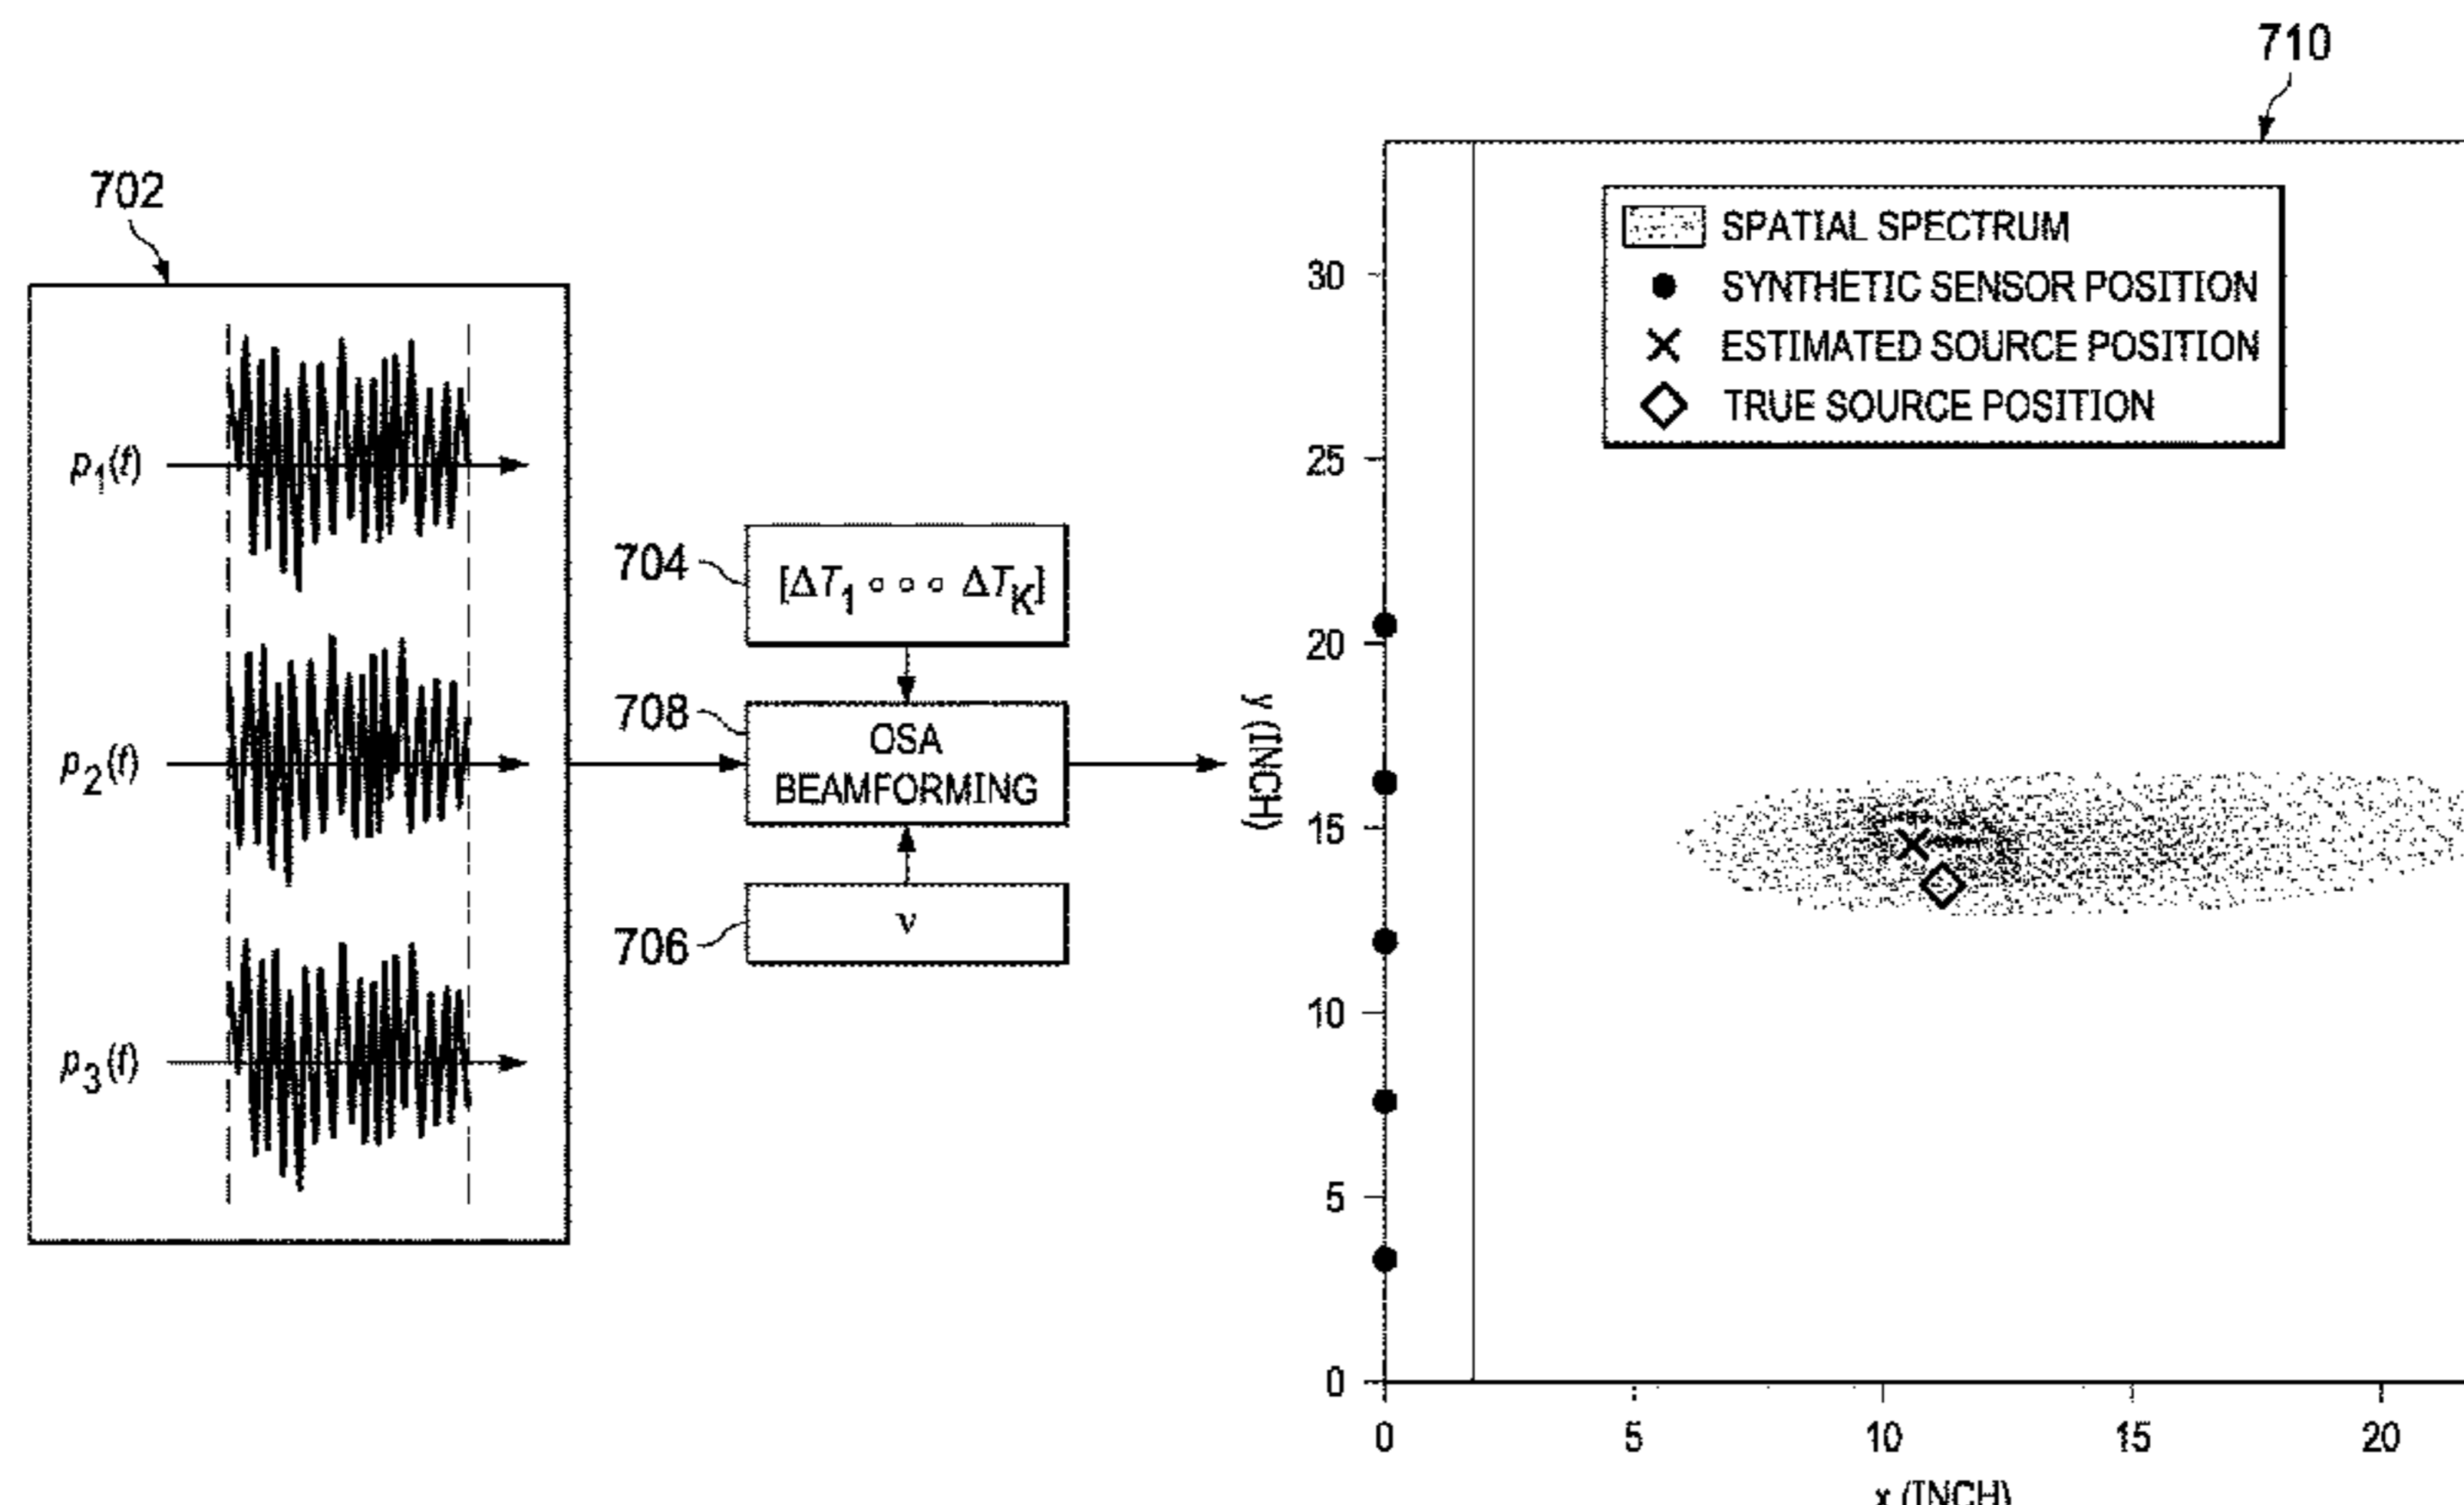 702
p1(t)
p2(t)
p3(t)
704
[ΔT1 ∘ ∘ ∘ ΔTK]
708
OSA
BEAMFORMING
706
v
710
SPATIAL SPECTRUM
SYNTHETIC SENSOR POSITION
ESTIMATED SOURCE POSITION
TRUE SOURCE POSITION
y (INCH)
30
25
20
15
10
5
0
0 5 10 15 20
x (INCH)